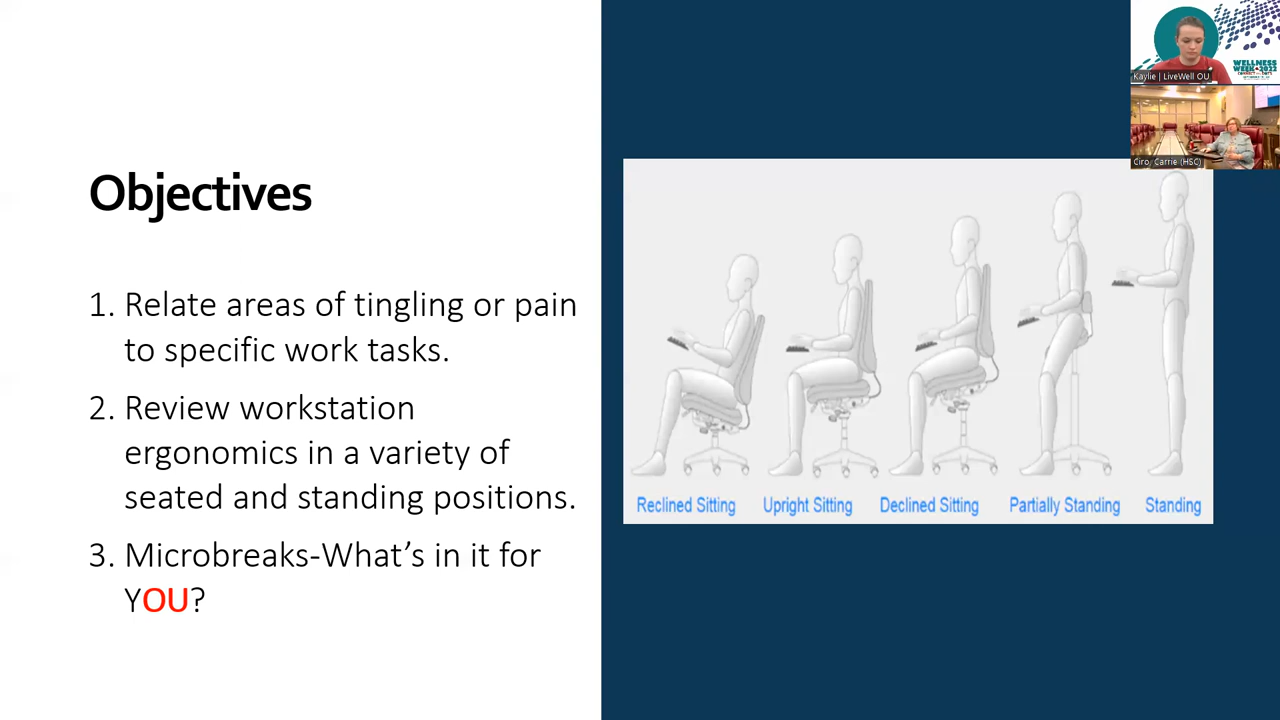 Objectives
1. Relate areas of tingling or pain
to specific work tasks.
2. Review workstation
ergonomics in a variety of
seated and standing positions.
3. Microbreaks-What’s in it for
YOU?
Reclined Sitting
Upright Sitting
Declined Sitting
Partially Standing
Standing
Kaylie | LiveWell OU
WELLNESS
WEEK 2022
Ciro, Carrie (HSC)